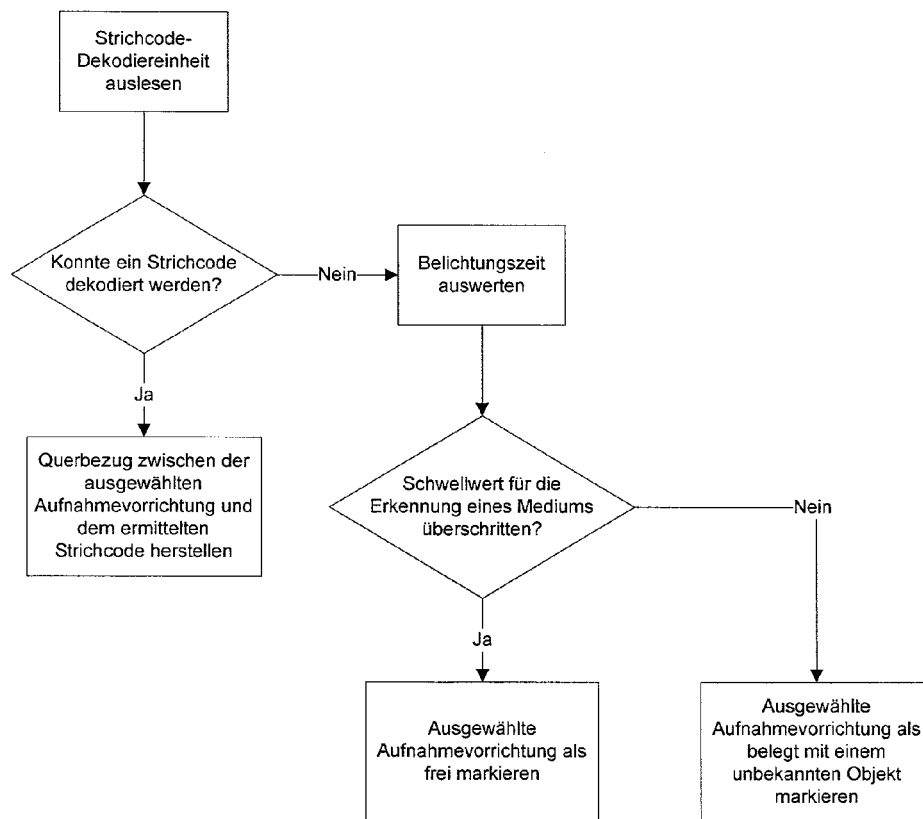 Strichcode-
Dekodiereinheit
auslesen
Konnte ein Strichcode
dekodiert werden?
Nein
Belichtungszeit
auswerten
Ja
Querbezug zwischen der
ausgewählten
Aufnahmevorrichtung und
dem ermittelten
Strichcode herstellen
Schwellwert für die
Erkennung eines Mediums
überschritten?
Nein
Ja
Ausgewählte
Aufnahmevorrichtung als
frei markieren
Ausgewählte
Aufnahmevorrichtung als
belegt mit einem
unbekannten Objekt
markieren